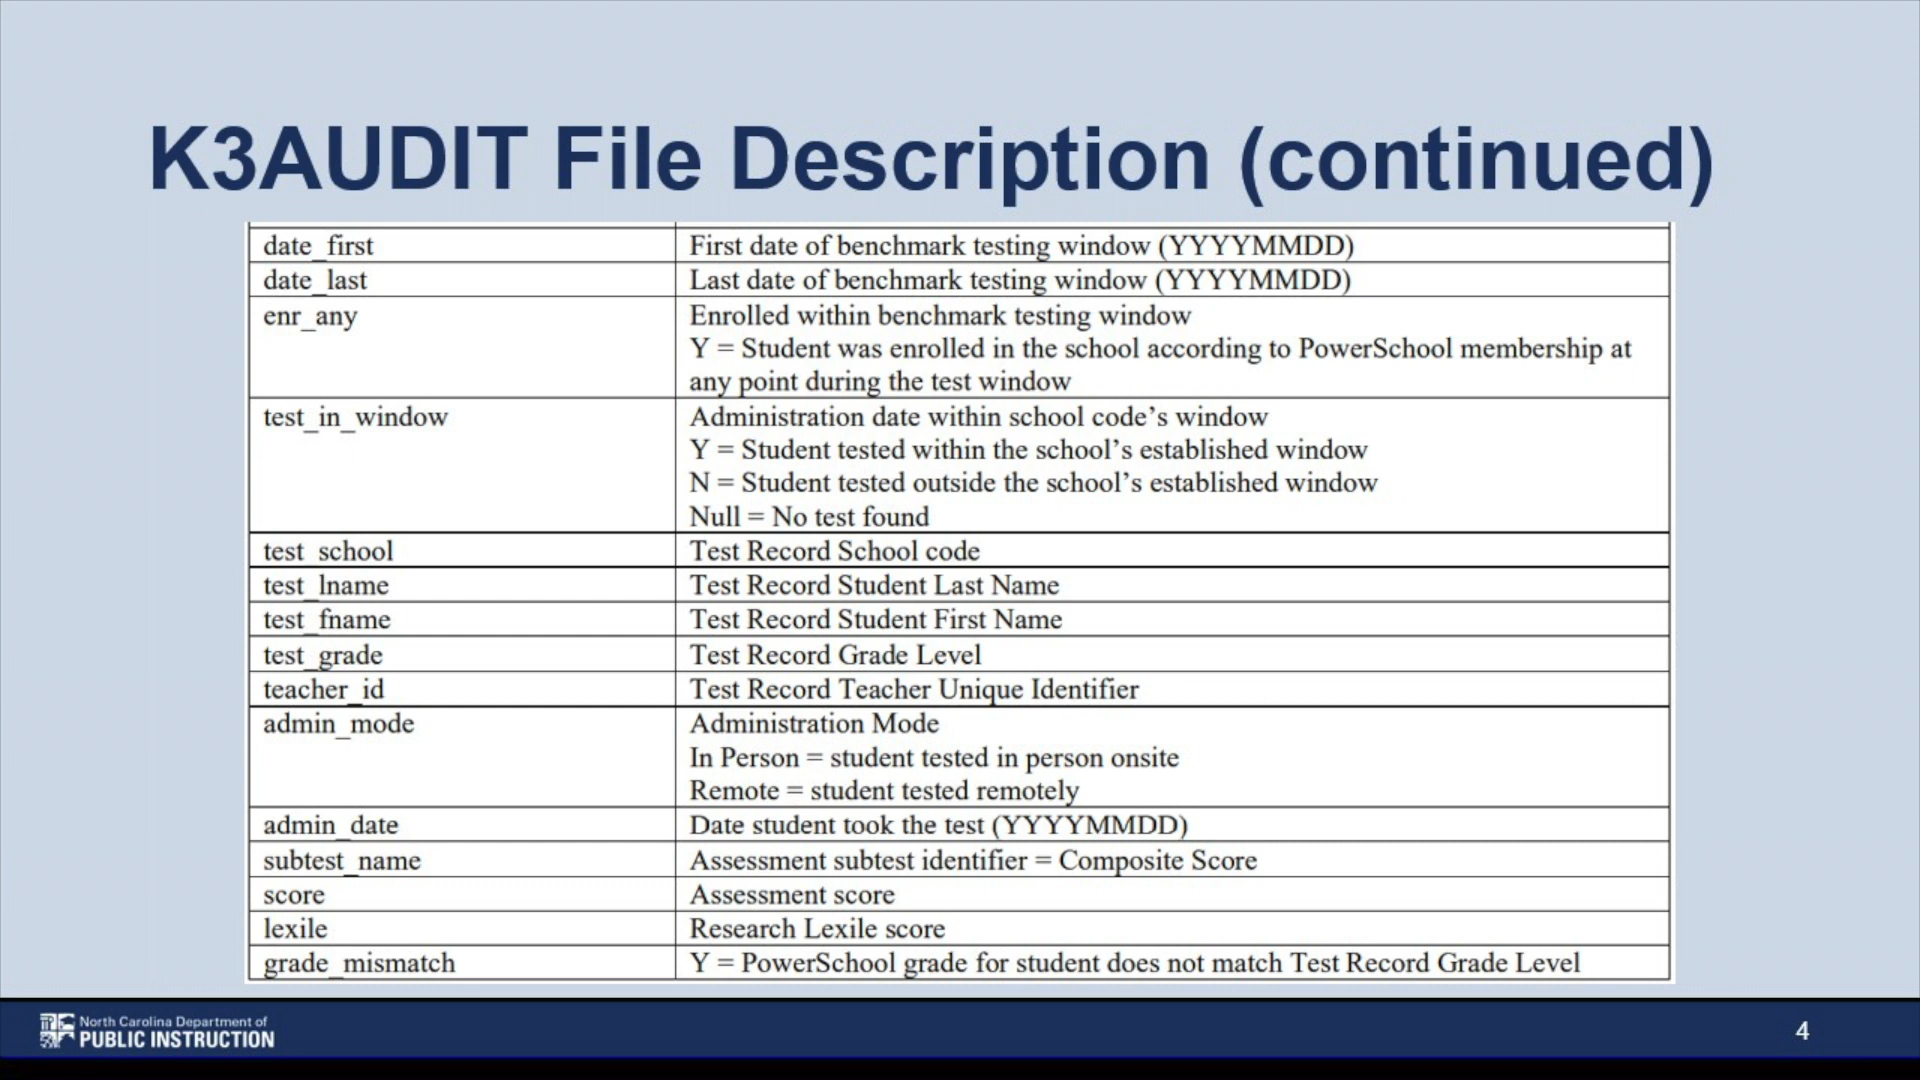 K3AUDIT File Description (continued)
date_first First date of benchmark testing window (YYYYMMDD)
date_last Last date of benchmark testing window (YYYYMMDD)
enr_any Enrolled within benchmark testing window
Y = Student was enrolled in the school according to PowerSchool membership at
any point during the test window
test_in_window Administration date within school code’s window
Y = Student tested within the school’s established window
N = Student tested outside the school’s established window
Null = No test found
test_school Test Record School code
test_lname Test Record Student Last Name
test_fname Test Record Student First Name
test_grade Test Record Grade Level
teacher_id Test Record Teacher Unique Identifier
admin_mode Administration Mode
In Person = student tested in person onsite
Remote = student tested remotely
admin_date Date student took the test (YYYYMMDD)
subtest_name Assessment subtest identifier = Composite Score
score Assessment score
lexile Research Lexile score
grade_mismatch Y = PowerSchool grade for student does not match Test Record Grade Level
North Carolina Department of
PUBLIC INSTRUCTION
4